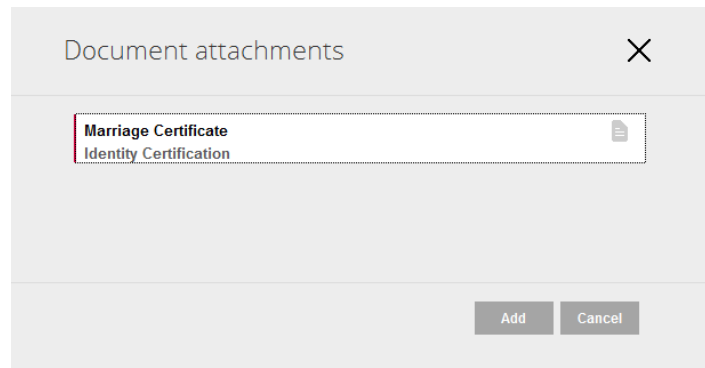 Document attachments
Marriage Certificate
Identity Certification
Add
Cancel